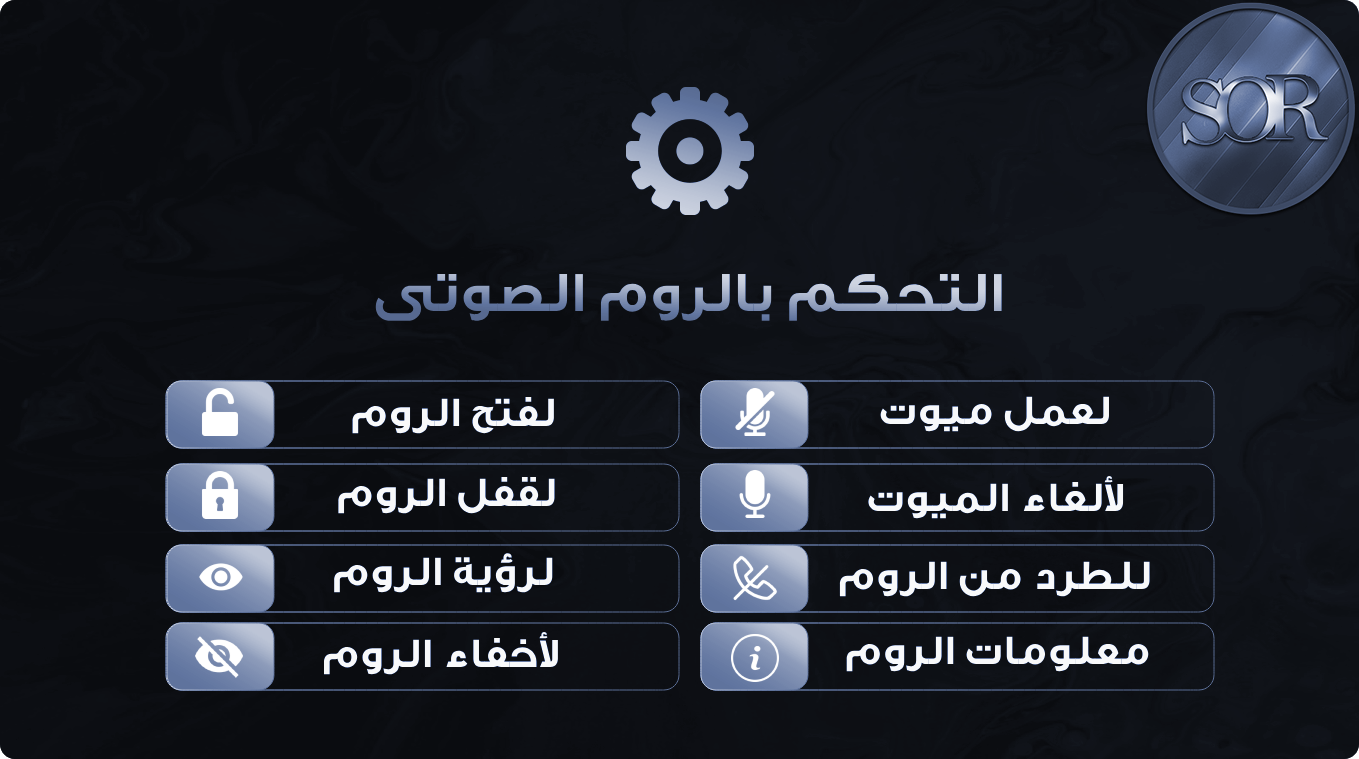 SOR
التحكم بالروم الصوتى
لعمل ميوت
لفتح الروم
لألفاء الميوت
لقفل الروم
للطرد من الروم
لرؤية الروم
معلومات الروم
لأخفاء الروم